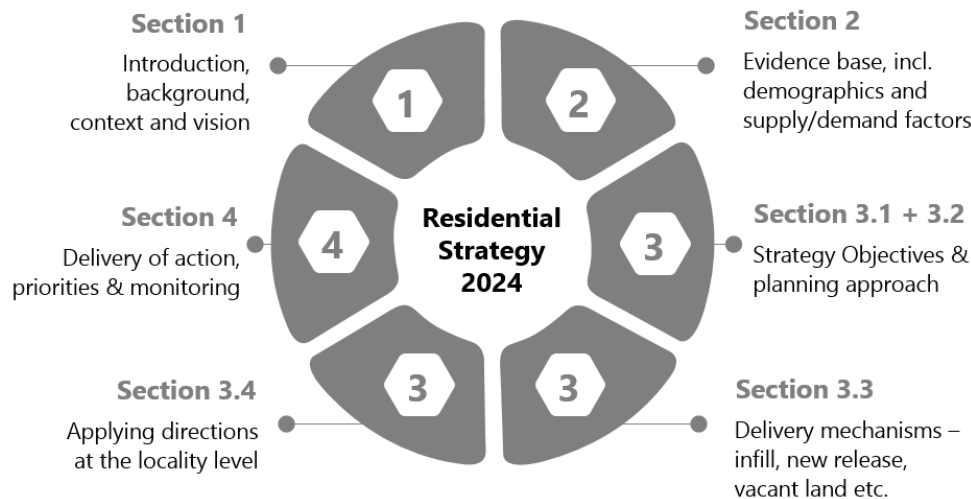 Section 1
Introduction,
background,
context and vision
1
Section 2
Evidence base, incl.
demographics and
supply/demand factors
2
Section 3.1 + 3.2
Strategy Objectives &
planning approach
3
Section 3.3
Delivery mechanisms –
infill, new release,
vacant land etc.
3
Section 3.4
Applying directions
at the locality level
3
Section 4
Delivery of action,
priorities & monitoring
4
Residential
Strategy
2024